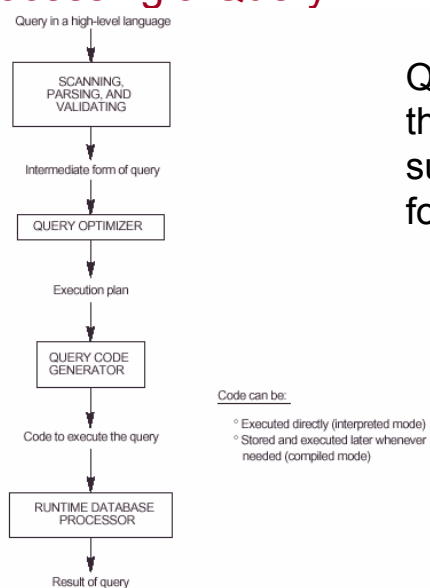 Query in a high-level language
SCANNING,
PARSING, AND
VALIDATING
Intermediate form of query
QUERY OPTIMIZER
Execution plan
QUERY CODE
GENERATOR
Code can be:
° Executed directly (interpreted mode)
° Stored and executed later whenever
needed (compiled mode)
Code to execute the query
RUNTIME DATABASE
PROCESSOR
Result of query